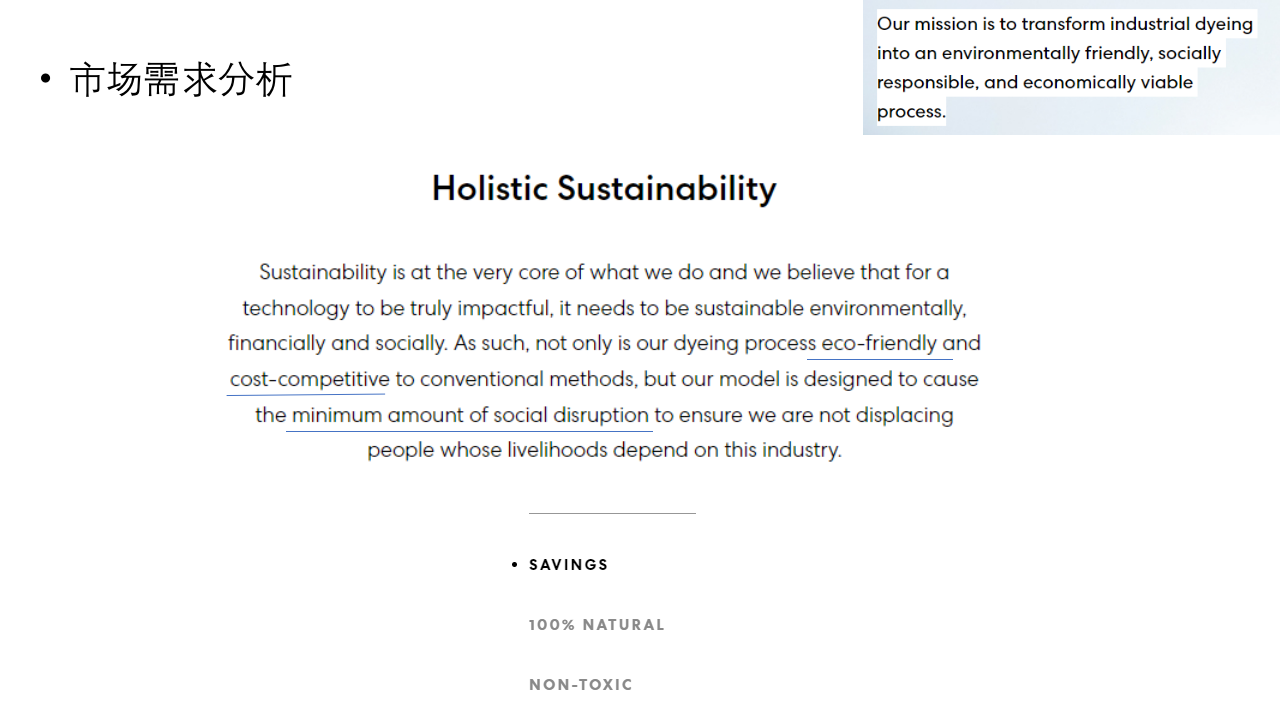 • 市场需求分析
Our mission is to transform industrial dyeing
into an environmentally friendly, socially
responsible, and economically viable
process.
Holistic Sustainability
Sustainability is at the very core of what we do and we believe that for a
technology to be truly impactful, it needs to be sustainable environmentally,
financially and socially. As such, not only is our dyeing process eco-friendly and
cost-competitive to conventional methods, but our model is designed to cause
the minimum amount of social disruption to ensure we are not displacing
people whose livelihoods depend on this industry.
• SAVINGS
100% NATURAL
NON-TOXIC